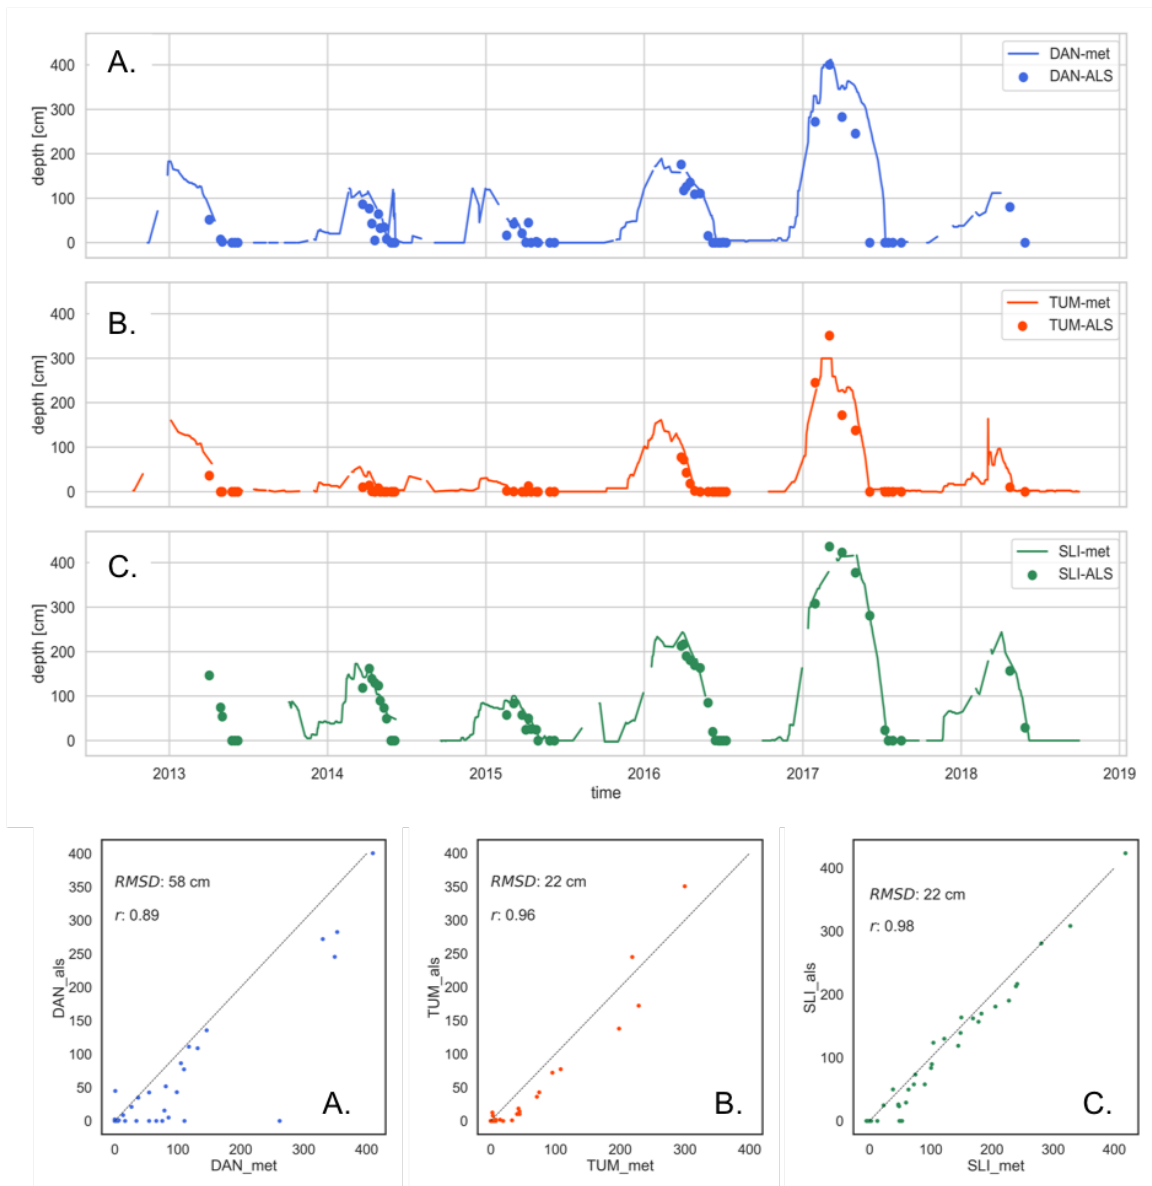 A.
DAN-met
DAN-ALS
400
300
200
100
0
depth [cm]
B.
TUM-met
TUM-ALS
400
300
200
100
0
depth [cm]
C.
SLI-met
SLI-ALS
400
300
200
100
0
depth [cm]
2013 2014 2015 2016 2017 2018 2019
time
400
350
300
250
200
150
100
50
0
DAN_als
RMSD: 58 cm
r: 0.89
A.
0 100 200 300 400
DAN_met
400
350
300
250
200
150
100
50
0
TUM_als
RMSD: 22 cm
r: 0.96
B.
0 100 200 300 400
TUM_met
400
300
200
100
0
SLI_als
RMSD: 22 cm
r: 0.98
C.
0 100 200 300 400
SLI_met